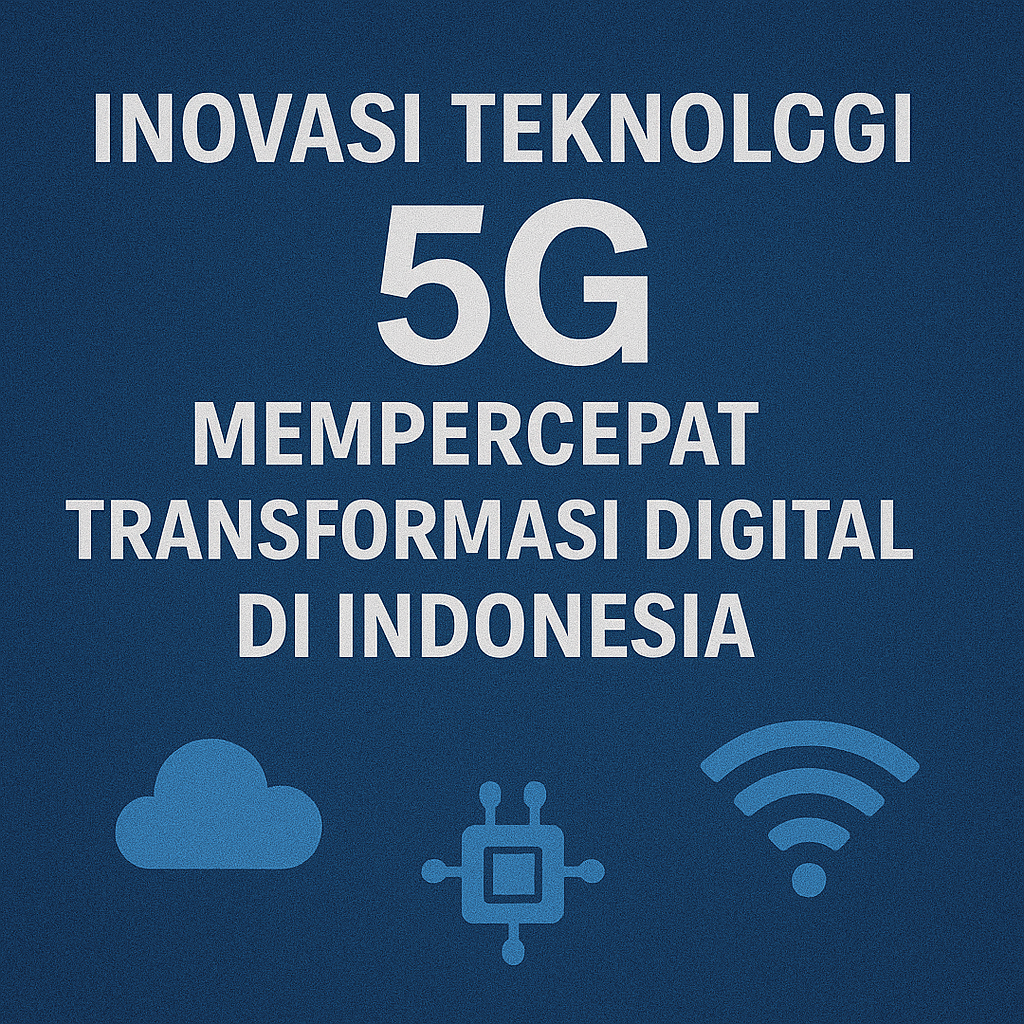 INOVASI TEKNOLCGI
5G
MEMPERCEPAT
TRANSFORMASI DIGITAL
DI INDONESIA